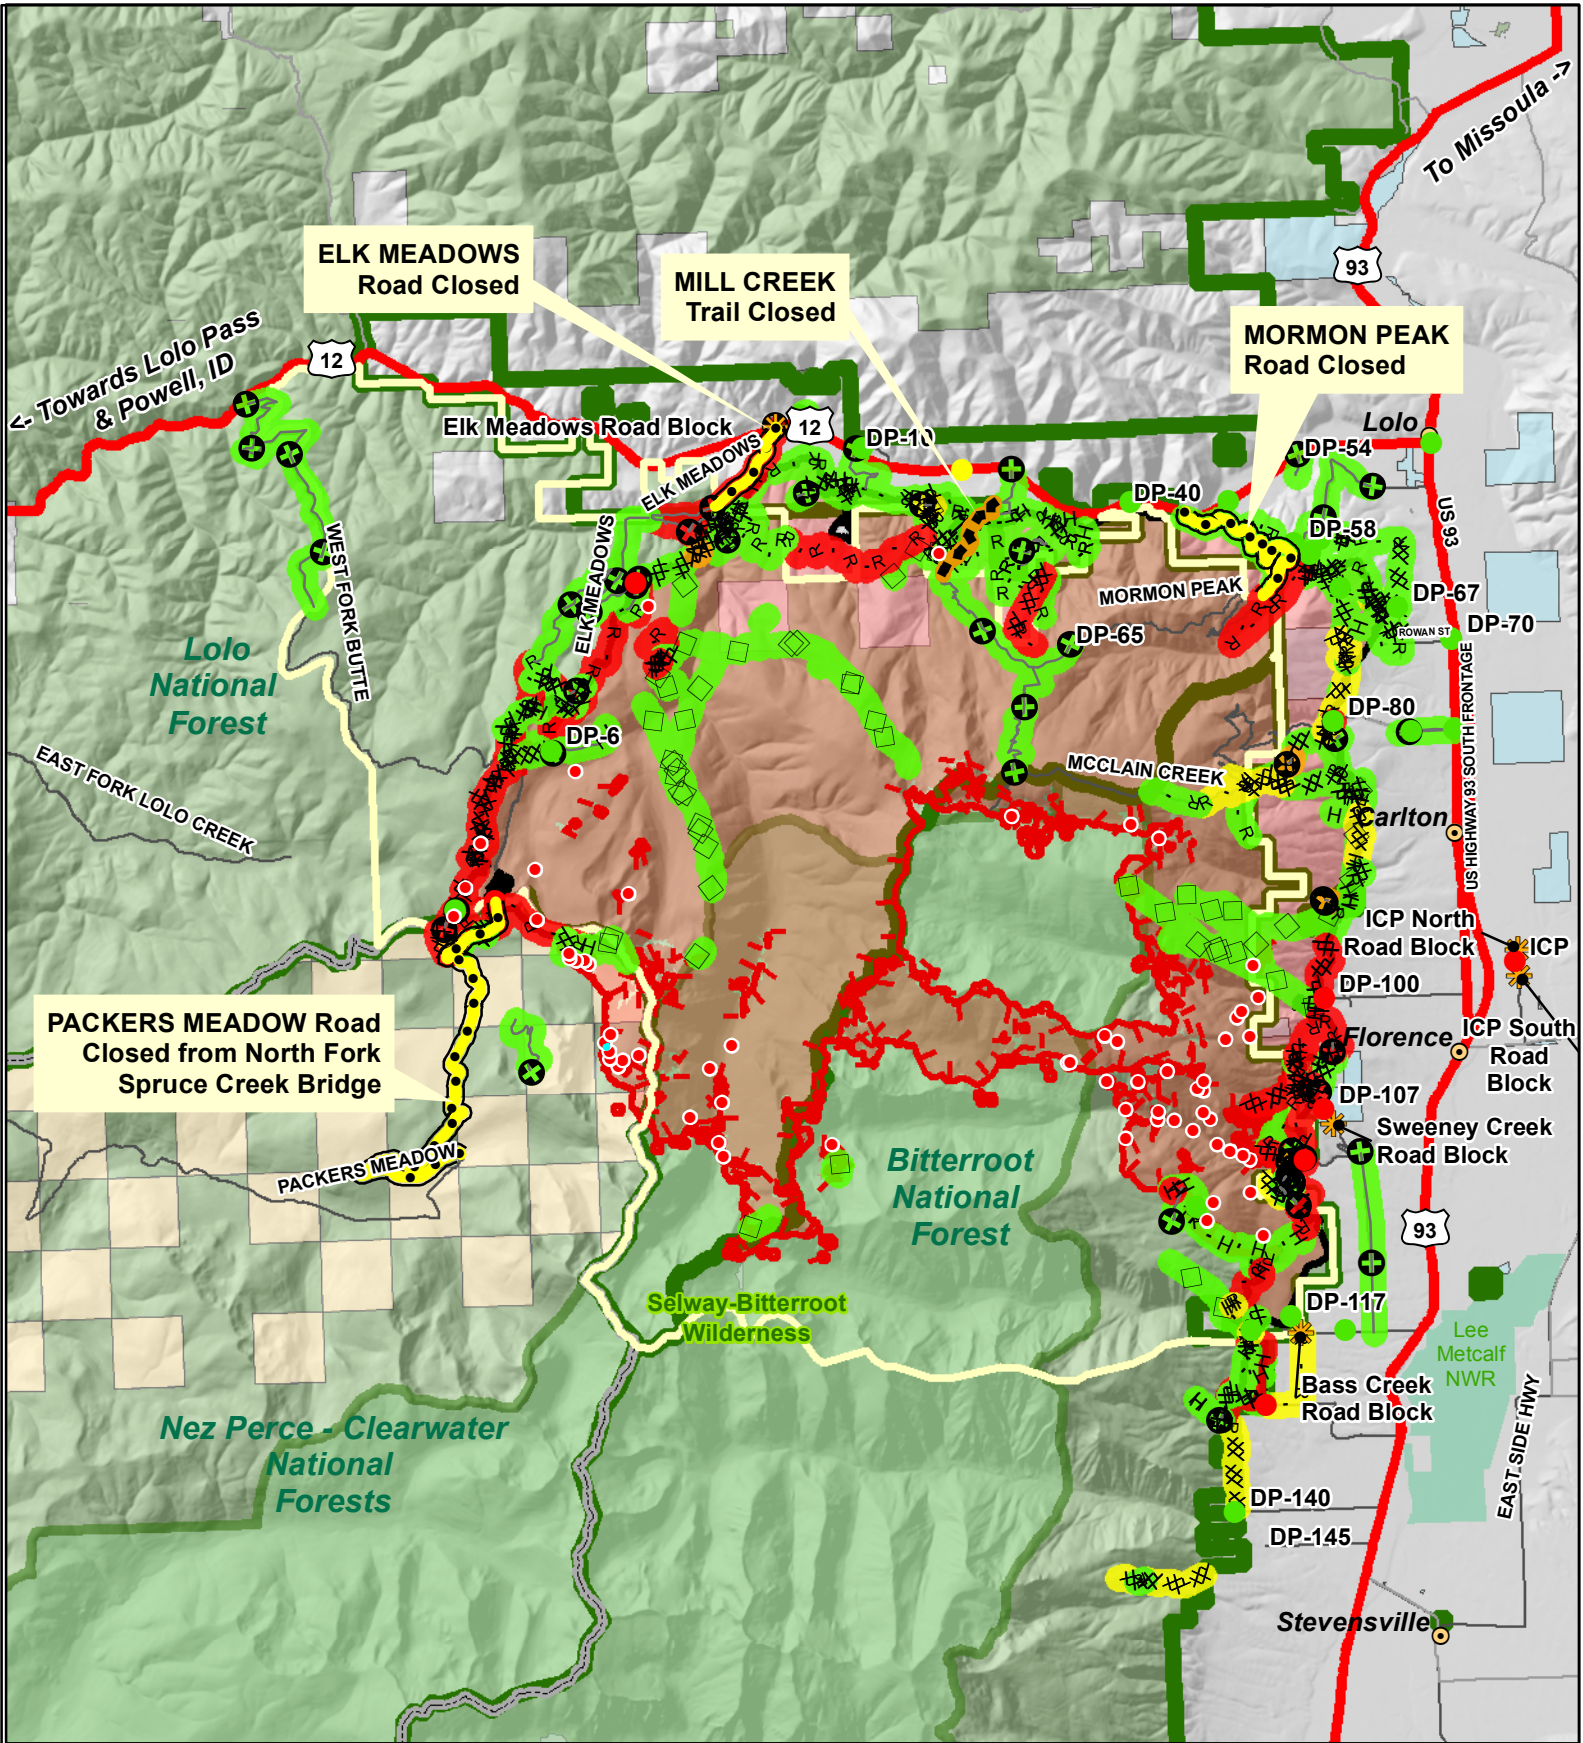 To Missoula ->
93
ELK MEADOWS
Road Closed
MILL CREEK
Trail Closed
MORMON PEAK
Road Closed
<- Towards Lolo Pass
& Powell, ID
12
Elk Meadows Road Block
12
DP-10
Lolo
DP-54
ELK MEADOWS
DP-40
US 93
DP-58
WEST FORK BUTTE
ELK MEADOWS
MORMON PEAK
DP-67
DP-65
ROWAN ST
DP-70
Lolo
National
Forest
DP-6
DP-80
US HIGHWAY 93 SOUTH FRONTAGE
EAST FORK LOLO CREEK
MCCLAIN CREEK
Carlton
ICP North
Road Block
ICP
DP-100
PACKERS MEADOW Road
Closed from North Fork
Spruce Creek Bridge
Florence
ICP South
Road
Block
DP-107
Sweeney Creek
Road Block
PACKERS MEADOW
Bitterroot
National
Forest
93
Selway-Bitterroot
Wilderness
DP-117
Lee
Metcalf
NWR
Bass Creek
Road Block
EAST SIDE HWY
Nez Perce - Clearwater
National
Forests
DP-140
DP-145
Stevensville